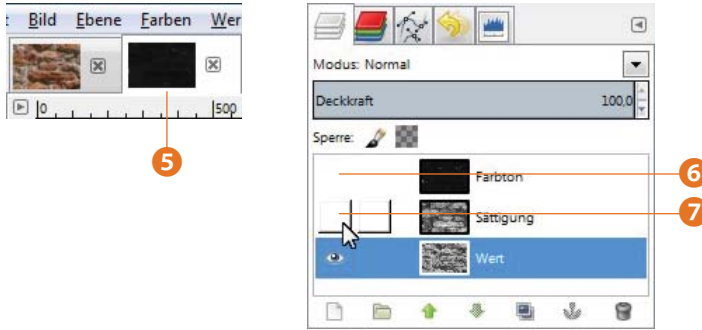 Bild Ebene Farben Wer
0 500
5
Modus: Normal
Deckkraft 100,0
Sperre:
Farbton
6
Sättigung
7
Wert